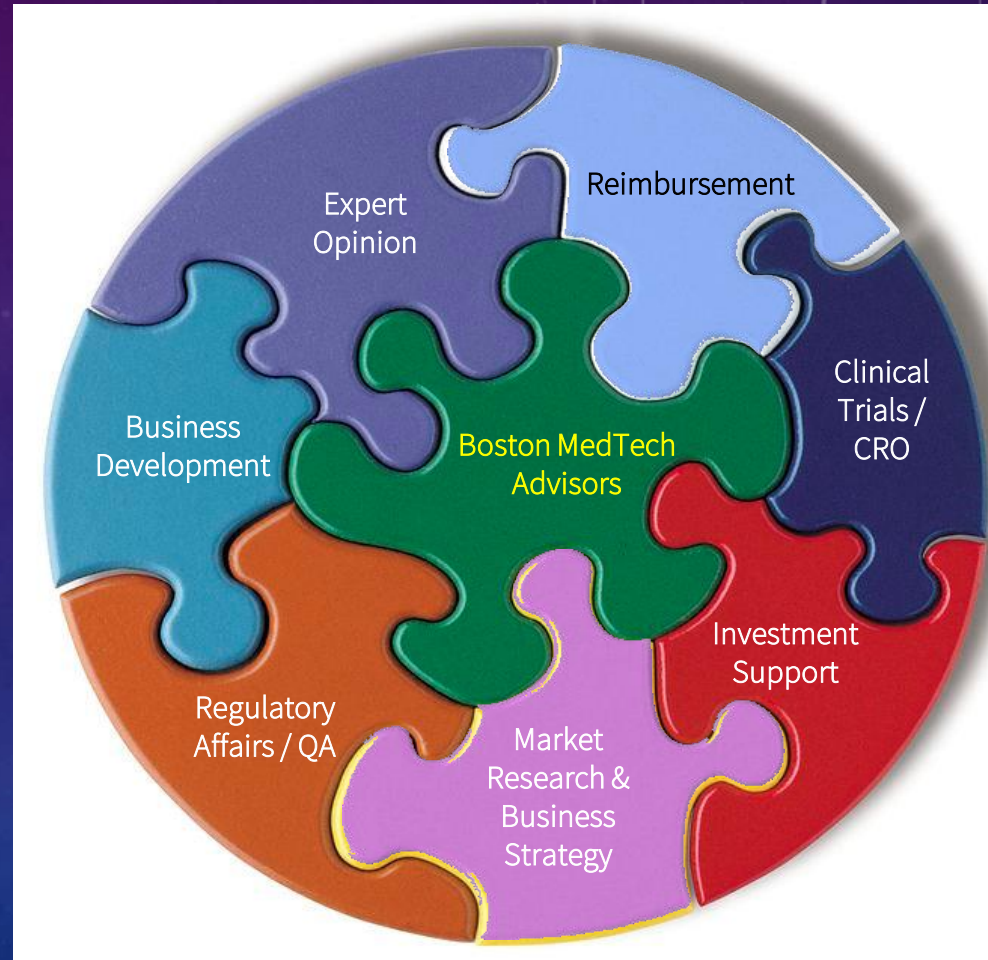 Reimbursement
Expert
Opinion
Clinical
Trials /
CRO
Business
Development
Boston MedTech
Advisors
Investment
Support
Regulatory
Affairs / QA
Market
Research &
Business
Strategy